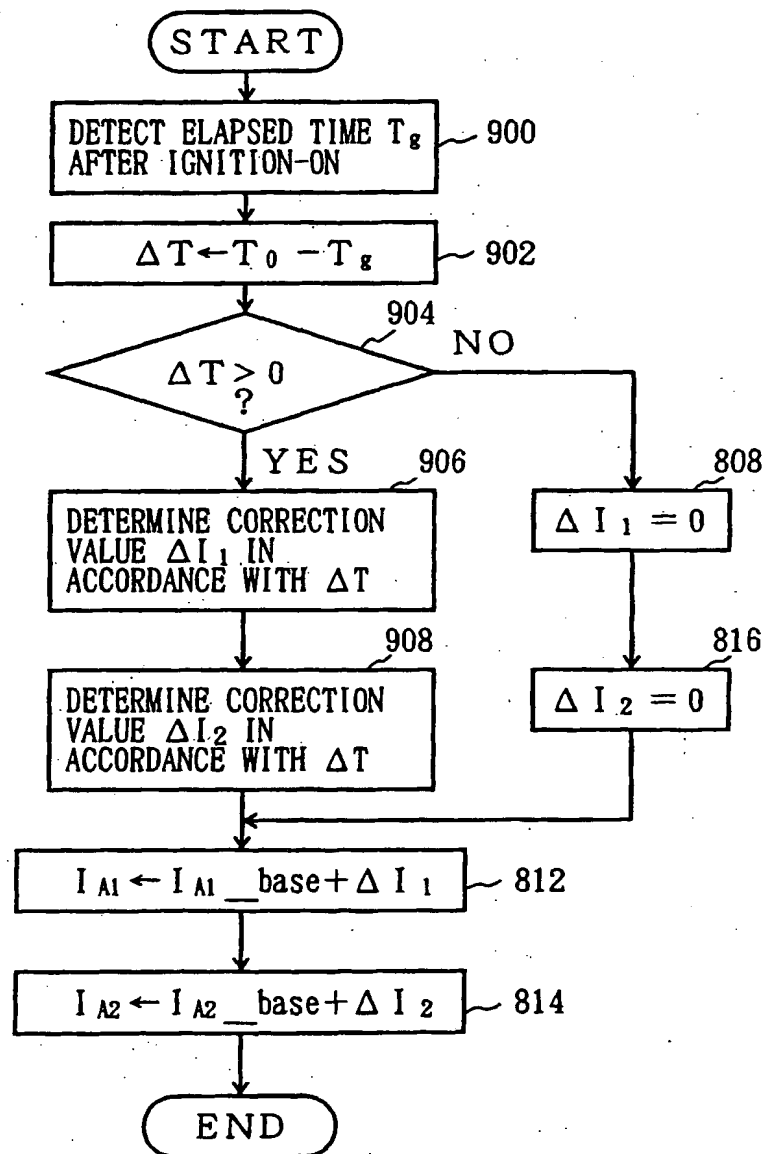 START
DETECT ELAPSED TIME Tg
AFTER IGNITION-ON
900
ΔT←T0 −Tg
902
904
ΔT>0
?
NO
YES
906
DETERMINE CORRECTION
VALUE ΔI1 IN
ACCORDANCE WITH ΔT
808
ΔI1=0
908
DETERMINE CORRECTION
VALUE ΔI2 IN
ACCORDANCE WITH ΔT
816
ΔI2=0
IA1←IA1_base+ΔI1
812
IA2←IA2_base+ΔI2
814
END